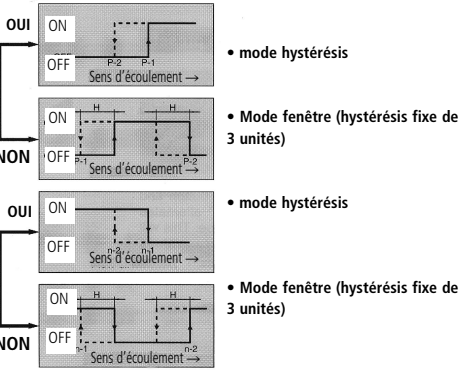 OUI
ON
OFF
P-2 P-1
Sens d'écoulement →
• mode hystérésis
H H
ON
OFF
P-1 P-2
Sens d'écoulement →
NON
• Mode fenêtre (hystérésis fixe de
3 unités)
OUI
ON
OFF
n-2 n-1
Sens d'écoulement →
• mode hystérésis
H H
ON
OFF
n-1 n-2
Sens d'écoulement →
NON
• Mode fenêtre (hystérésis fixe de
3 unités)